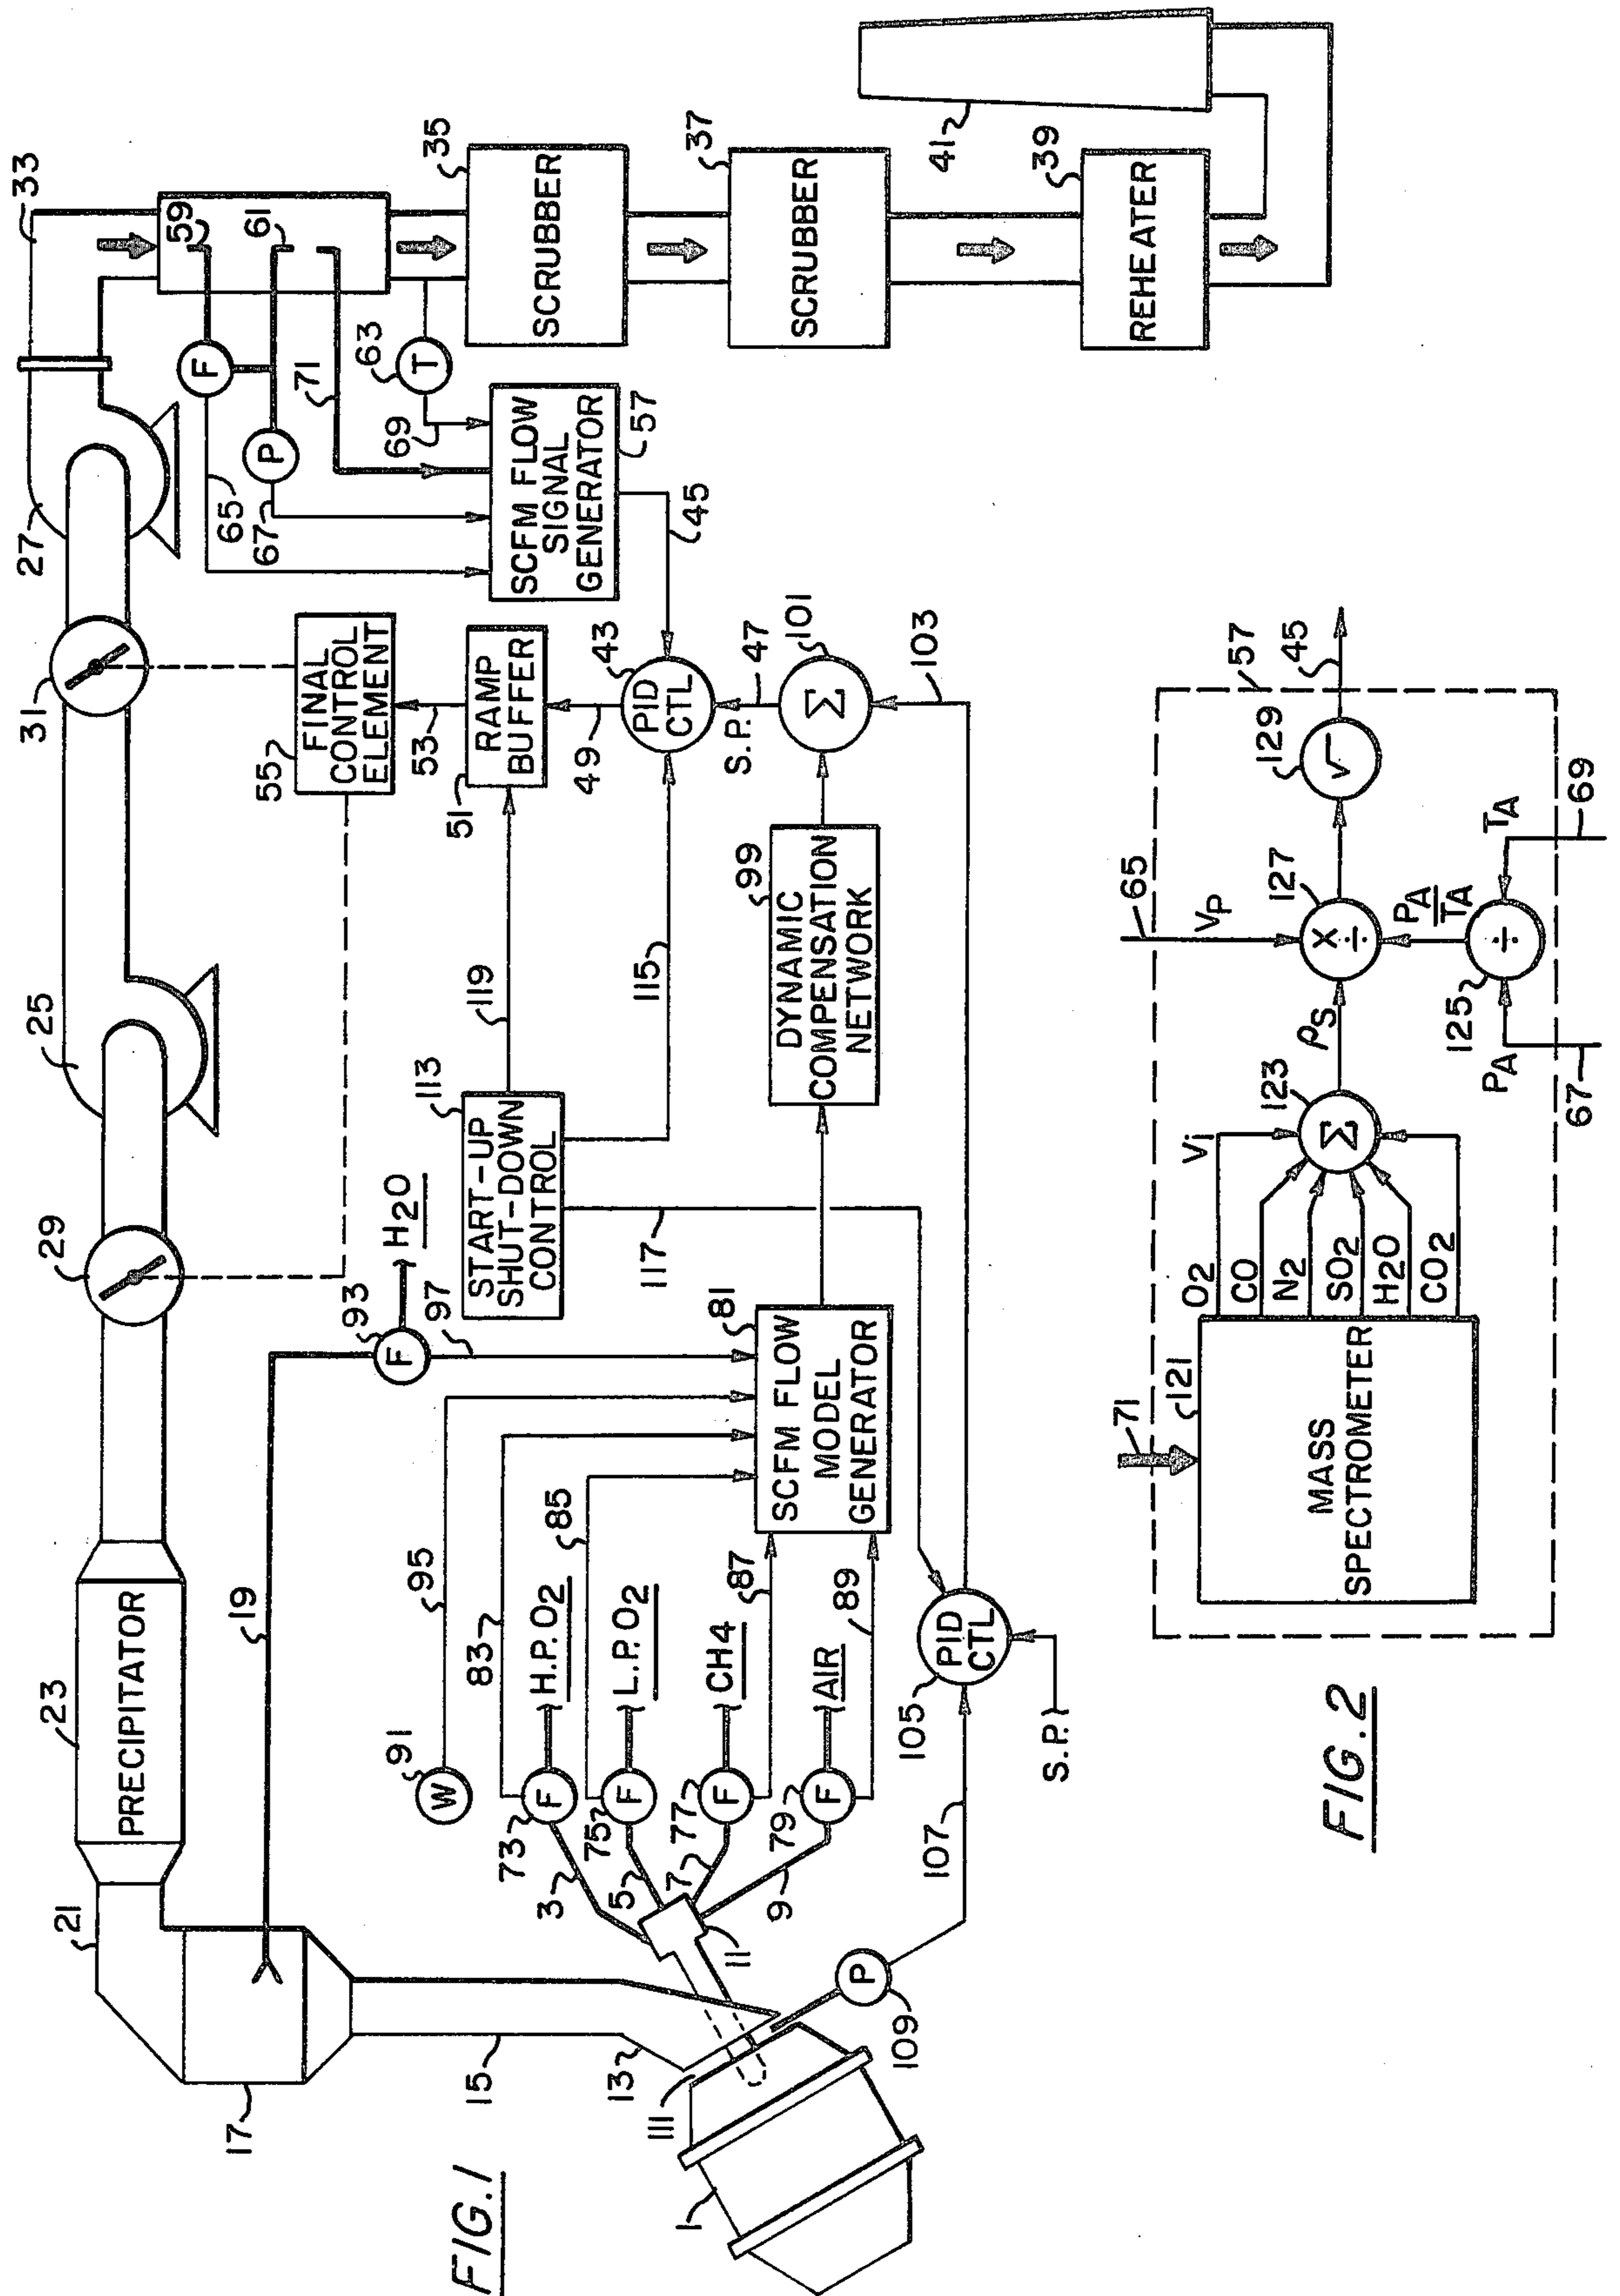 33
27
31
25
29
23
PRECIPITATOR
21
17
19
15
13
111
1
FIG. 1
59
61
F
P
65
67
71
63
T
69
35
SCRUBBER
37
SCRUBBER
39
REHEATER
41
SCFM FLOW
SIGNAL
GENERATOR
57
45
55
FINAL
CONTROL
ELEMENT
53
RAMP
BUFFER
51
49
PID
CTL
43
S.P.
47
Σ
101
103
119
115
113
START-UP
SHUT-DOWN
CONTROL
117
99
DYNAMIC
COMPENSATION
NETWORK
H2O
93
F
97
81
SCFM FLOW
MODEL
GENERATOR
95
83
85
87
89
91
W
H.P. O2
L.P. O2
CH4
AIR
73
F
75
F
77
F
79
F
3
5
7
9
11
105
PID
CTL
S.P.
107
P
109
71
121
MASS
SPECTROMETER
O2
CO
N2
SO2
H2O
CO2
Vi
123
Σ
ρS
65
VP
127
X
÷
PA
TA
125
÷
PA
67
TA
69
129
√
57
45
FIG. 2